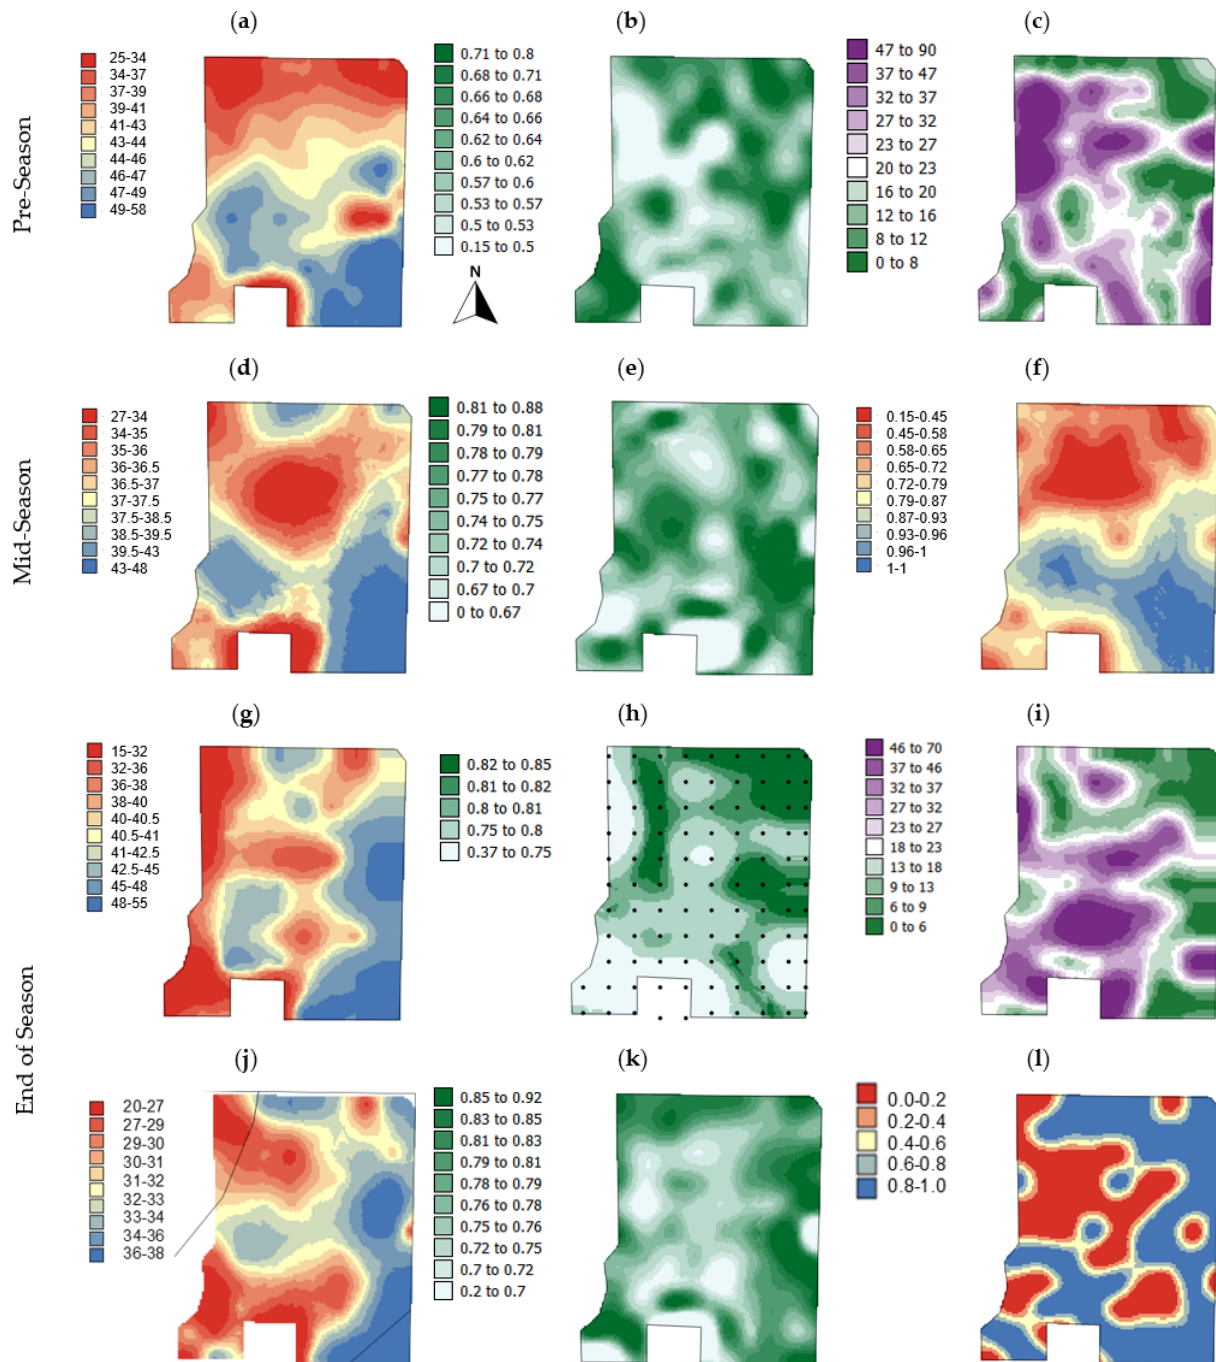 (a)
(b)
(c)
Pre-Season
25-34
34-37
37-39
39-41
41-43
43-44
44-46
46-47
47-49
49-58
0.71 to 0.8
0.68 to 0.71
0.66 to 0.68
0.64 to 0.66
0.62 to 0.64
0.6 to 0.62
0.57 to 0.6
0.53 to 0.57
0.5 to 0.53
0.15 to 0.5
N
47 to 90
37 to 47
32 to 37
27 to 32
23 to 27
20 to 23
16 to 20
12 to 16
8 to 12
0 to 8
(d)
(e)
(f)
Mid-Season
27-34
34-35
35-36
36-36.5
36.5-37
37-37.5
37.5-38.5
38.5-39.5
39.5-43
43-48
0.81 to 0.88
0.79 to 0.81
0.78 to 0.79
0.77 to 0.78
0.75 to 0.77
0.74 to 0.75
0.72 to 0.74
0.7 to 0.72
0.67 to 0.7
0 to 0.67
0.15-0.45
0.45-0.58
0.58-0.65
0.65-0.72
0.72-0.79
0.79-0.87
0.87-0.93
0.93-0.96
0.96-1
1-1
(g)
(h)
(i)
End of Season
15-32
32-36
36-38
38-40
40-40.5
40.5-41
41-42.5
42.5-45
45-48
48-55
0.82 to 0.85
0.81 to 0.82
0.8 to 0.81
0.75 to 0.8
0.37 to 0.75
46 to 70
37 to 46
32 to 37
27 to 32
23 to 27
18 to 23
13 to 18
9 to 13
6 to 9
0 to 6
(j)
(k)
(l)
20-27
27-29
29-30
30-31
31-32
32-33
33-34
34-36
36-38
0.85 to 0.92
0.83 to 0.85
0.81 to 0.83
0.79 to 0.81
0.78 to 0.79
0.76 to 0.78
0.75 to 0.76
0.72 to 0.75
0.7 to 0.72
0.2 to 0.7
0.0-0.2
0.2-0.4
0.4-0.6
0.6-0.8
0.8-1.0